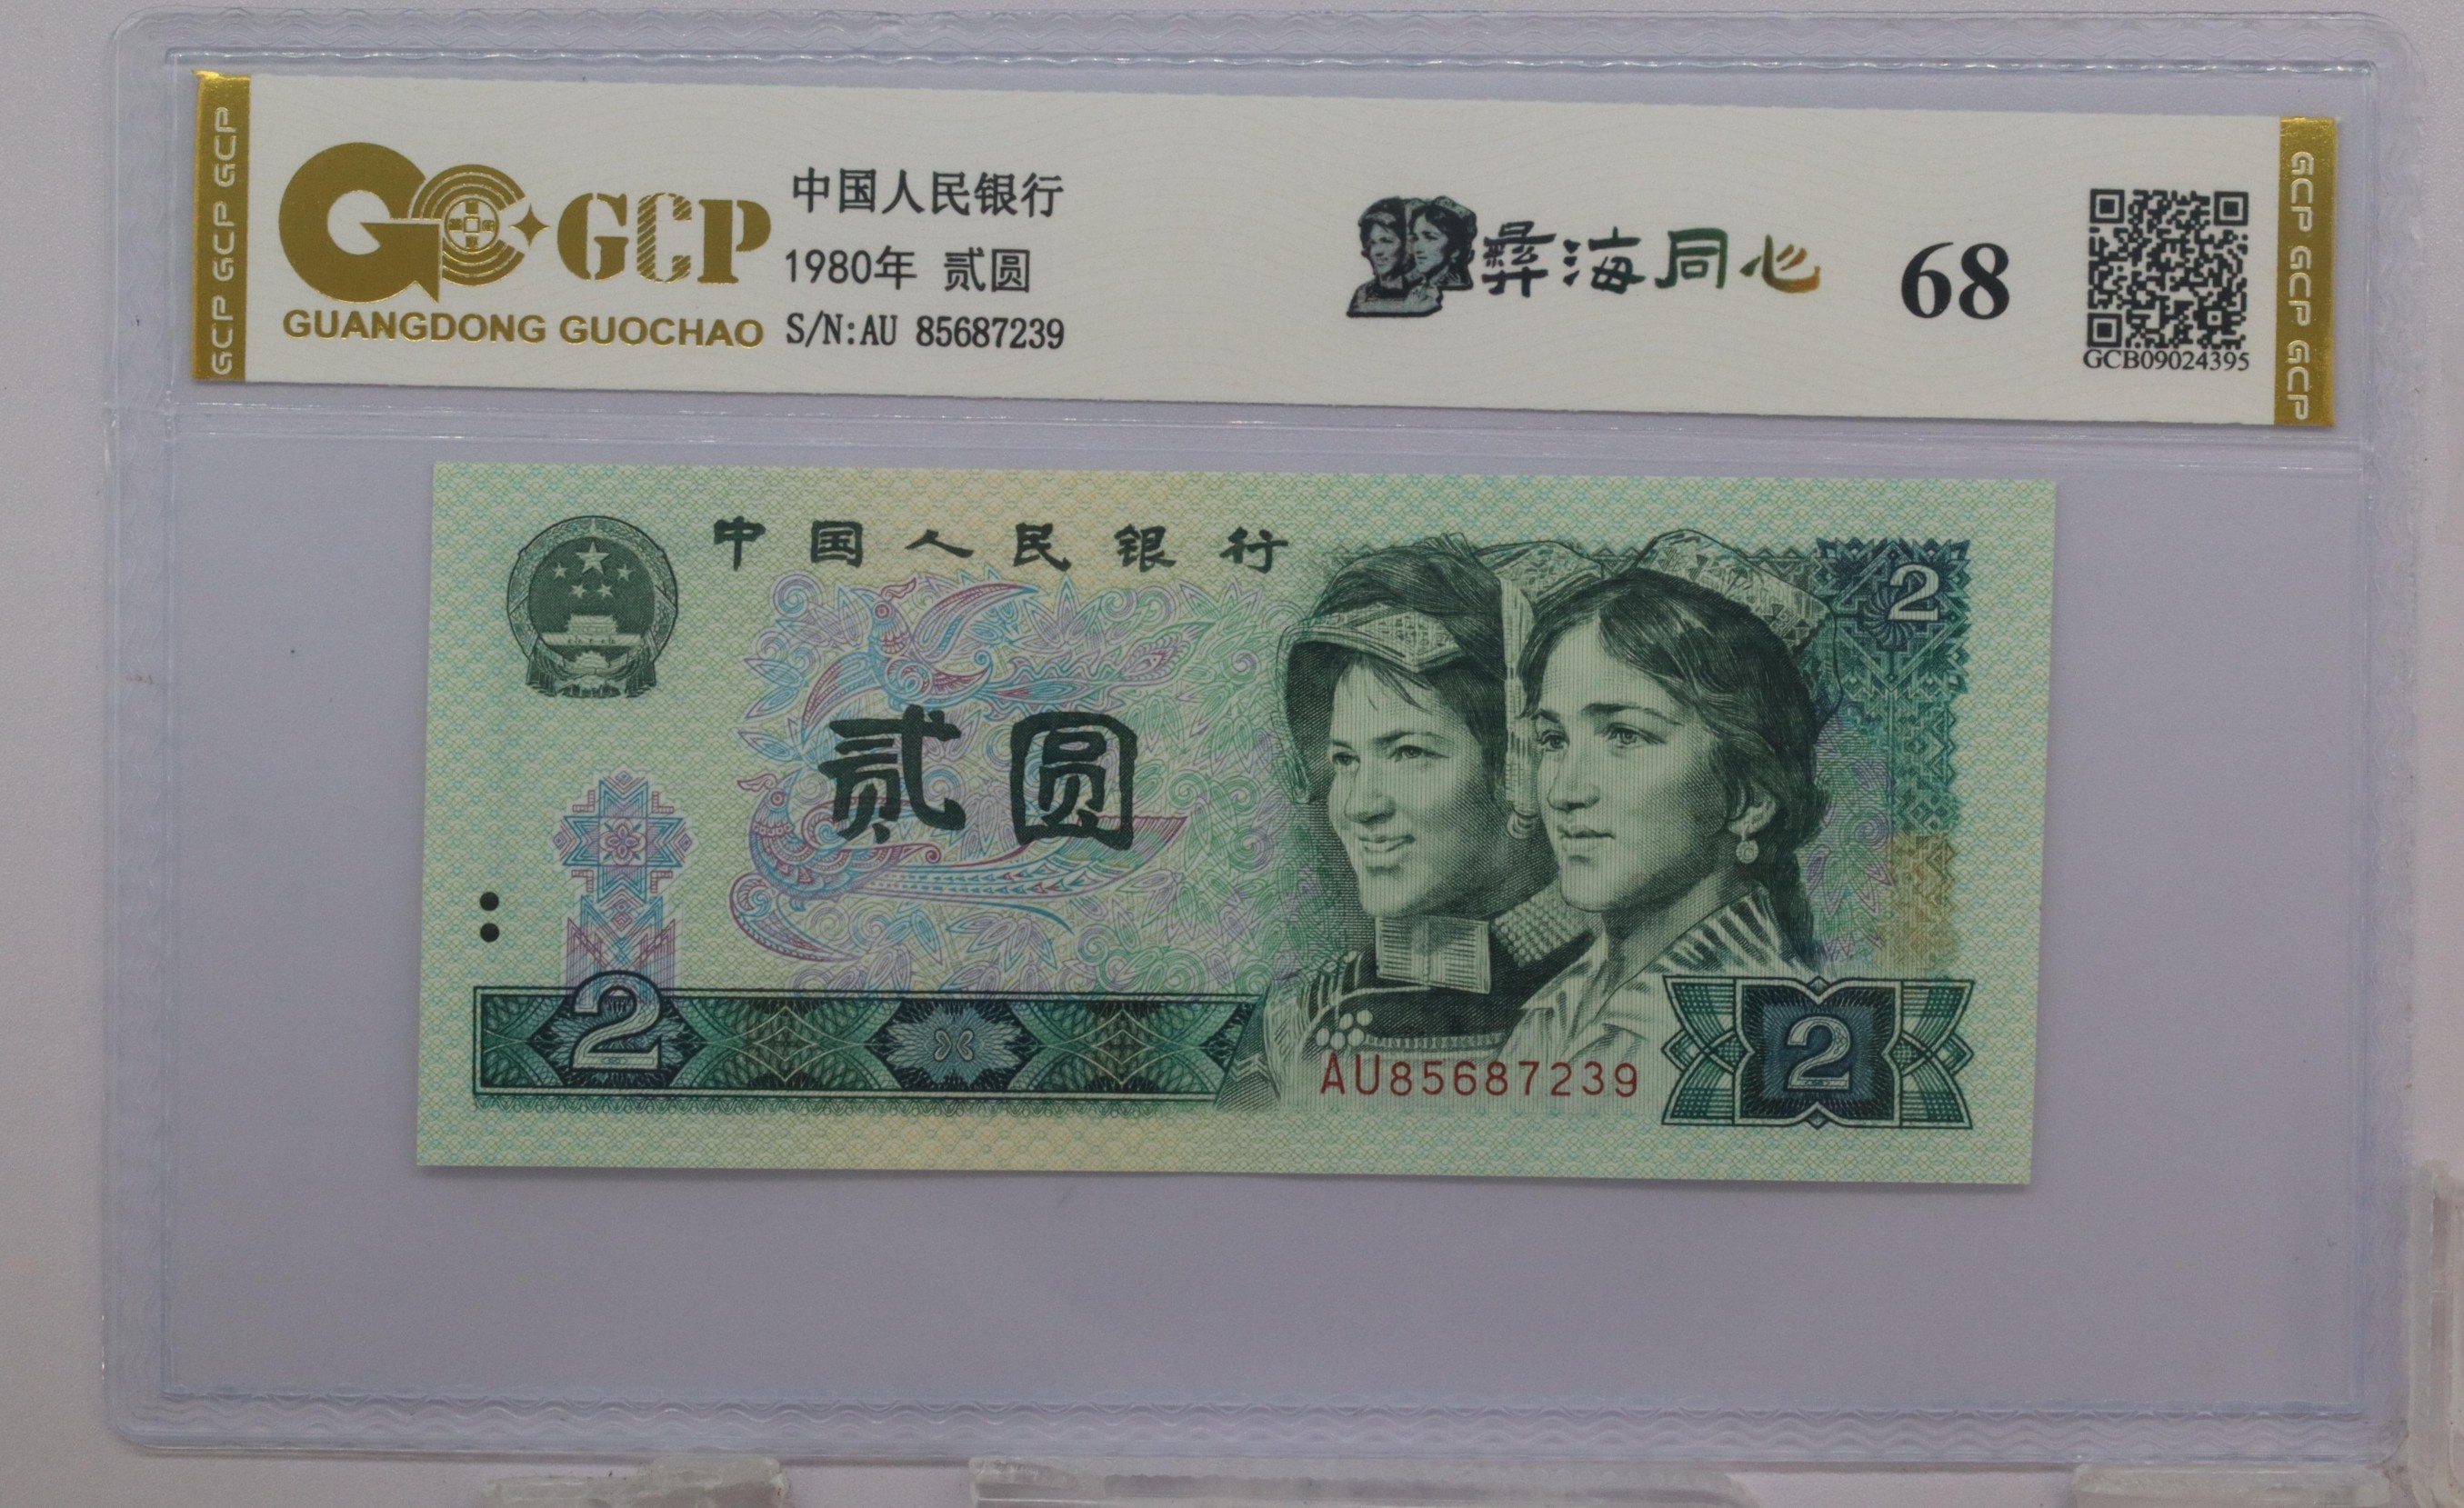 GCP GCP GCP
GCP
GUANGDONG GUOCHAO
中国人民银行
1980年 贰圆
S/N:AU 85687239
彝海同心
68
GCB09024395
GCP GCP GCP
中国人民银行
2
贰圆
2
AU85687239
2